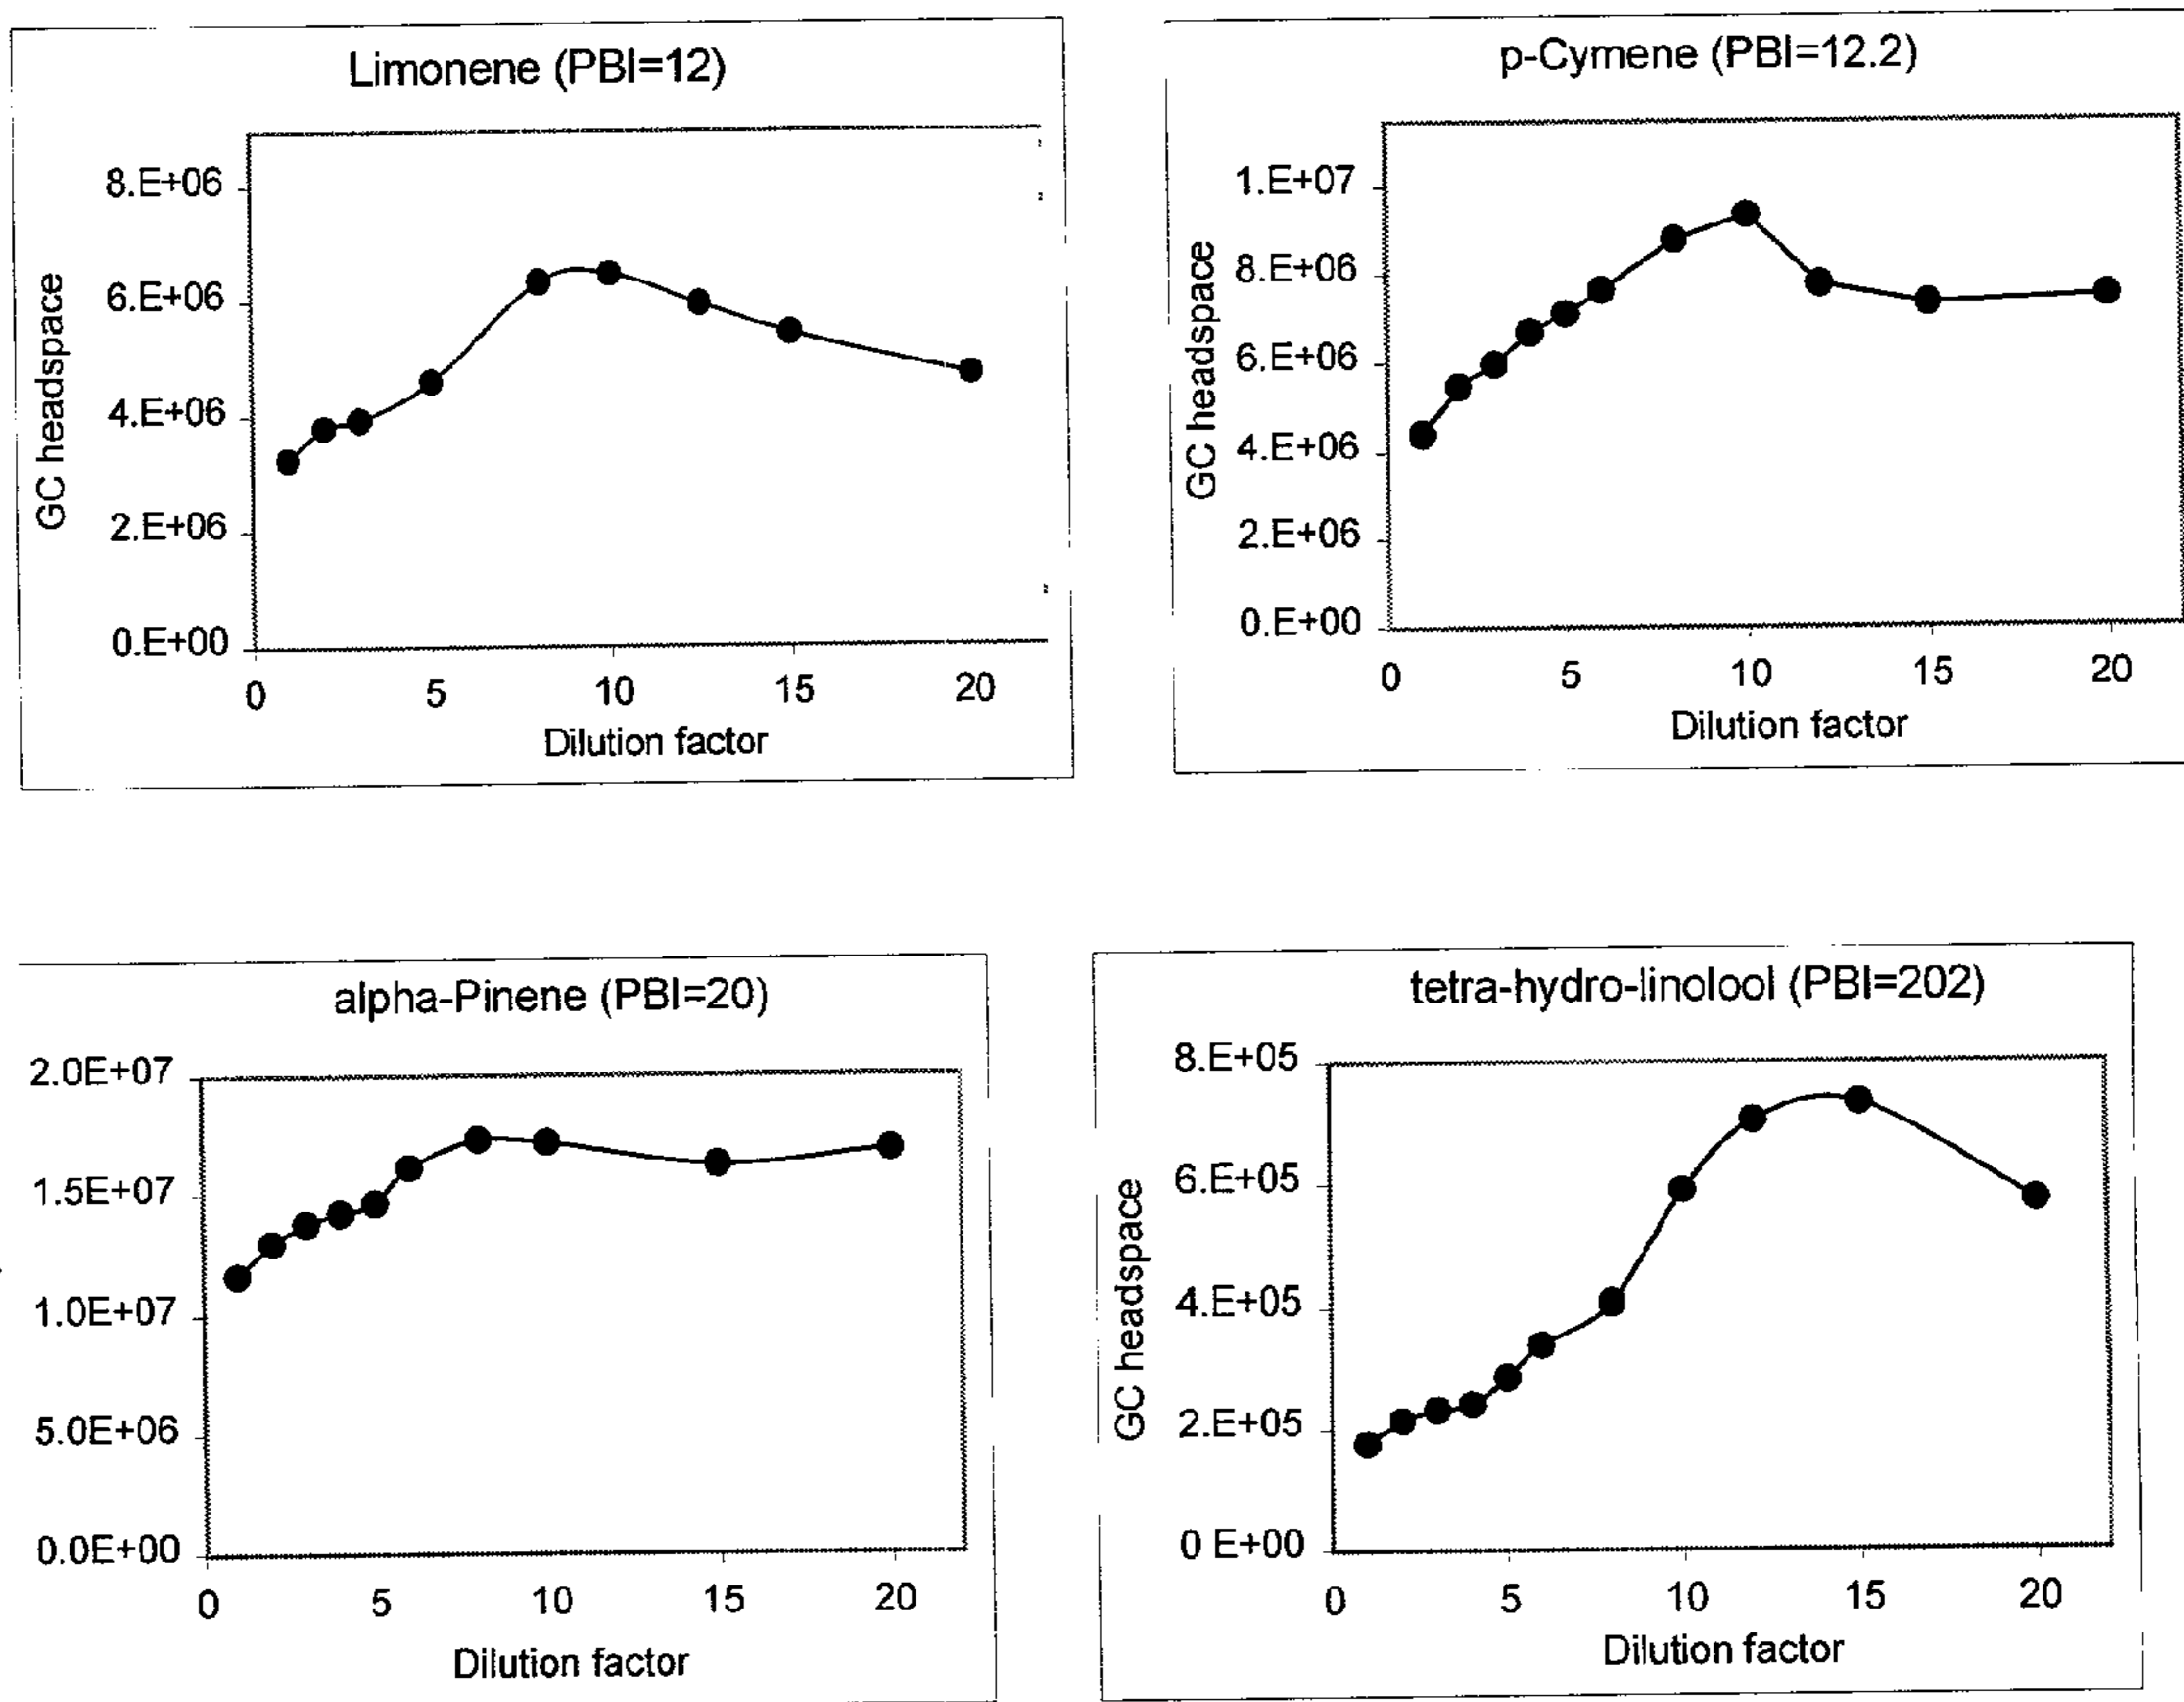 Limonene (PBI=12)
8.E+06
6.E+06
4.E+06
2.E+06
0.E+00
GC headspace
0 5 10 15 20
Dilution factor
p-Cymene (PBI=12.2)
1.E+07
8.E+06
6.E+06
4.E+06
2.E+06
0.E+00
GC headspace
0 5 10 15 20
Dilution factor
alpha-Pinene (PBI=20)
2.0E+07
1.5E+07
1.0E+07
5.0E+06
0.0E+00
0 5 10 15 20
Dilution factor
tetra-hydro-linolool (PBI=202)
8.E+05
6.E+05
4.E+05
2.E+05
0 E+00
GC headspace
0 5 10 15 20
Dilution factor